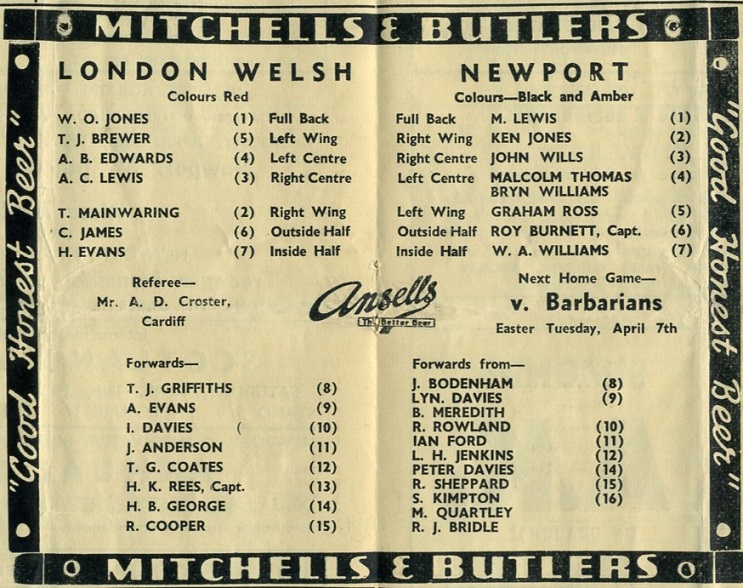 MITCHELLS & BUTLERS
"Good Honest Beer"
LONDON WELSH
Colours Red
W. O. JONES (1) Full Back
T. J. BREWER (5) Left Wing
A. B. EDWARDS (4) Left Centre
A. C. LEWIS (3) Right Centre
T. MAINWARING (2) Right Wing
C. JAMES (6) Outside Half
H. EVANS (7) Inside Half
Referee—
Mr. A. D. Croster,
Cardiff
Forwards—
T. J. GRIFFITHS (8)
A. EVANS (9)
I. DAVIES (10)
J. ANDERSON (11)
T. G. COATES (12)
H. K. REES, Capt. (13)
H. B. GEORGE (14)
R. COOPER (15)
Ansells
The Better Beer
NEWPORT
Colours—Black and Amber
Full Back M. LEWIS (1)
Right Wing KEN JONES (2)
Right Centre JOHN WILLS (3)
Left Centre MALCOLM THOMAS (4)
BRYN WILLIAMS
Left Wing GRAHAM ROSS (5)
Outside Half ROY BURNETT, Capt. (6)
Inside Half W. A. WILLIAMS (7)
Next Home Game—
v. Barbarians
Easter Tuesday, April 7th
Forwards from—
J. BODENHAM (8)
LYN. DAVIES (9)
B. MEREDITH
R. ROWLAND (10)
IAN FORD (11)
L. H. JENKINS (12)
PETER DAVIES (14)
R. SHEPPARD (15)
S. KIMPTON (16)
M. QUARTLEY
R. J. BRIDLE
"Good Honest Beer"
MITCHELLS & BUTLERS